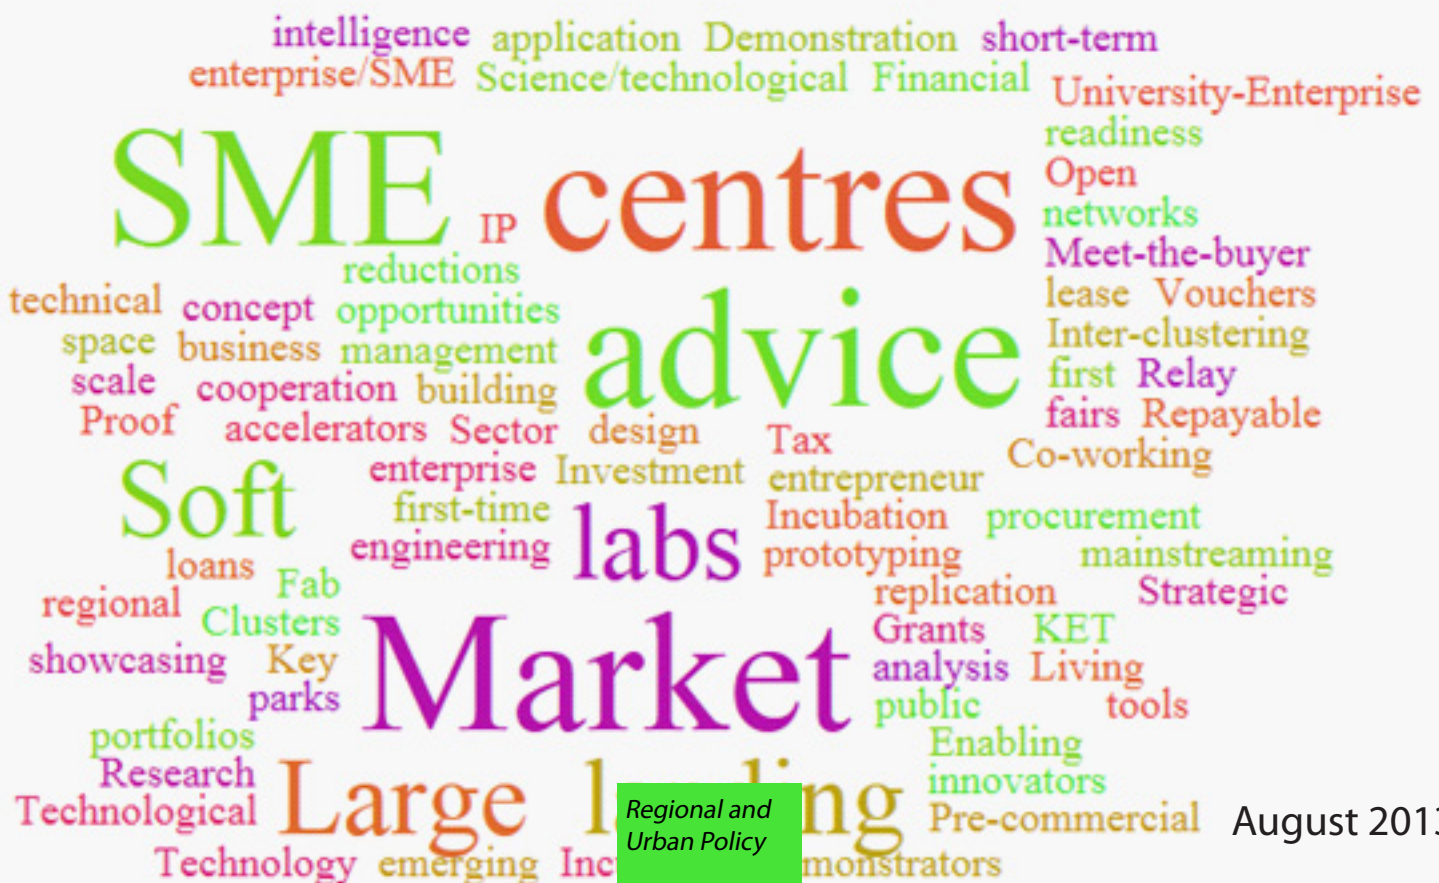 intelligence application Demonstration short-term
enterprise/SME Science/technological Financial University-Enterprise
readiness
SME IP centres Open
networks
reductions Meet-the-buyer
technical concept opportunities advice lease Vouchers
space business management Inter-clustering
scale cooperation building first Relay
Proof accelerators Sector design Tax fairs Repayable
enterprise Investment entrepreneur Co-working
Soft first-time labs Incubation procurement
engineering prototyping mainstreaming
loans Fab replication Strategic
regional Clusters Market Grants KET
showcasing Key analysis Living
parks public tools
portfolios Enabling
Research Large innovators
Technological Pre-commercial August 2013
Regional and
Urban Policy
Technology emerging